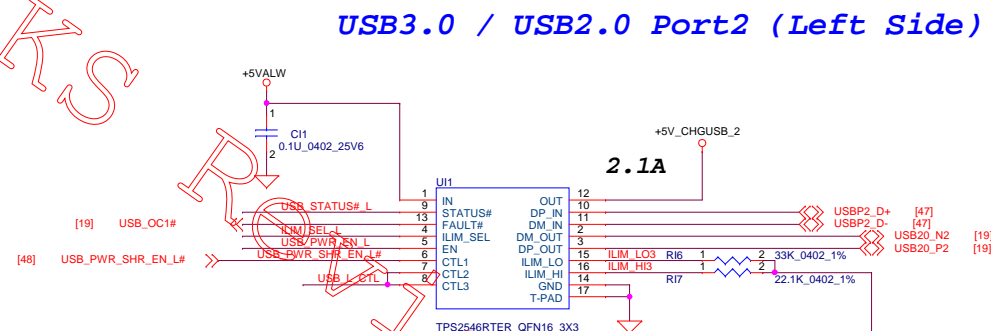 USB3.0 / USB2.0 Port2 (Left Side)
+5VALW
1
CI1
0.1U_0402_25V6
2
+5V_CHGUSB_2
2.1A
UI1
1 IN OUT 12
USB_STATUS#_L 9 STATUS# DP_IN 10 USBP2_D+ [47]
[19] USB_OC1# 13 FAULT# DM_IN 11 USBP2_D- [47]
ILIM_SEL_L 4 ILIM_SEL DM_OUT 2 USB20_N2 [19]
USB_PWR_EN_L 5 EN DP_OUT 3 USB20_P2 [19]
[48] USB_PWR_SHR_EN_L# USB_PWR_SHR_EN_L# 6 CTL1 ILIM_LO 15 ILIM_LO3 RI6 1 2 33K_0402_1%
7 CTL2 ILIM_HI 16 ILIM_HI3 RI7 1 2 22.1K_0402_1%
USB_L_CTL 8 CTL3 GND 14
T-PAD 17
TPS2546RTER_QFN16_3X3